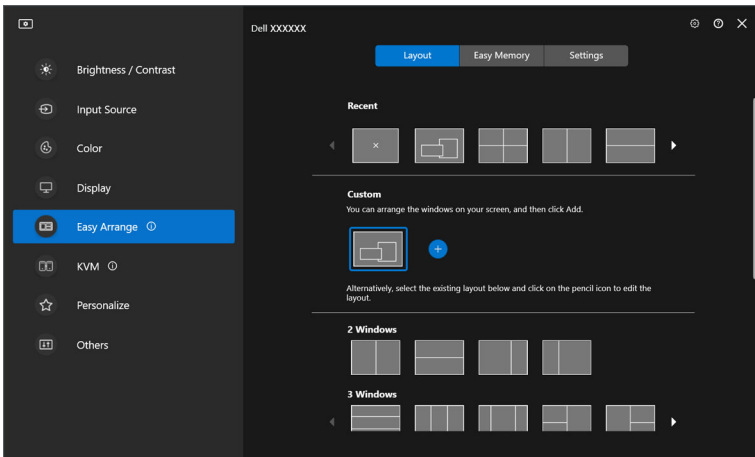 Dell XXXXXX
Brightness / Contrast
Input Source
Color
Display
Easy Arrange
KVM
Personalize
Others
Layout
Easy Memory
Settings
Recent
Custom
You can arrange the windows on your screen, and then click Add.
Alternatively, select the existing layout below and click on the pencil icon to edit the
layout.
2 Windows
3 Windows